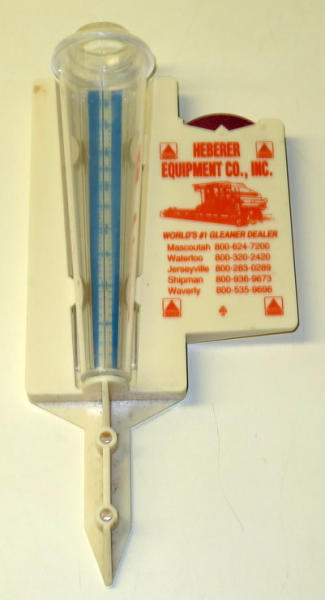 HEBERER
EQUIPMENT CO., INC.
WORLD'S #1 GLEANER DEALER
Mascoutah 800-624-7200
Waterloo 800-320-2420
Jerseyville 800-283-0289
Shipman 800-936-9673
Waverly 800-535-9696